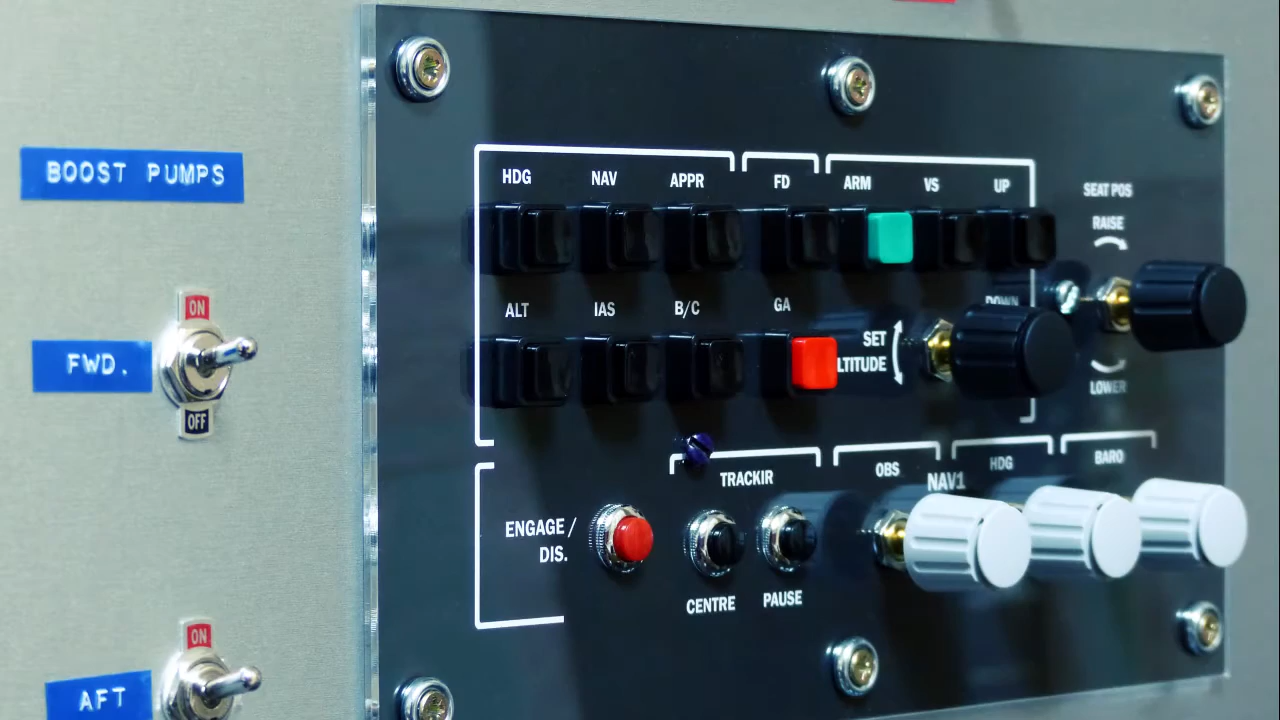 BOOST PUMPS
ON
FWD.
OFF
ON
AFT
HDG NAV APPR FD ARM VS UP
ALT IAS B/C GA DOWN
SET
LTITUDE
SEAT POS
RAISE
LOWER
TRACKIR OBS HDG BARO
NAV1
ENGAGE/
DIS.
CENTRE PAUSE